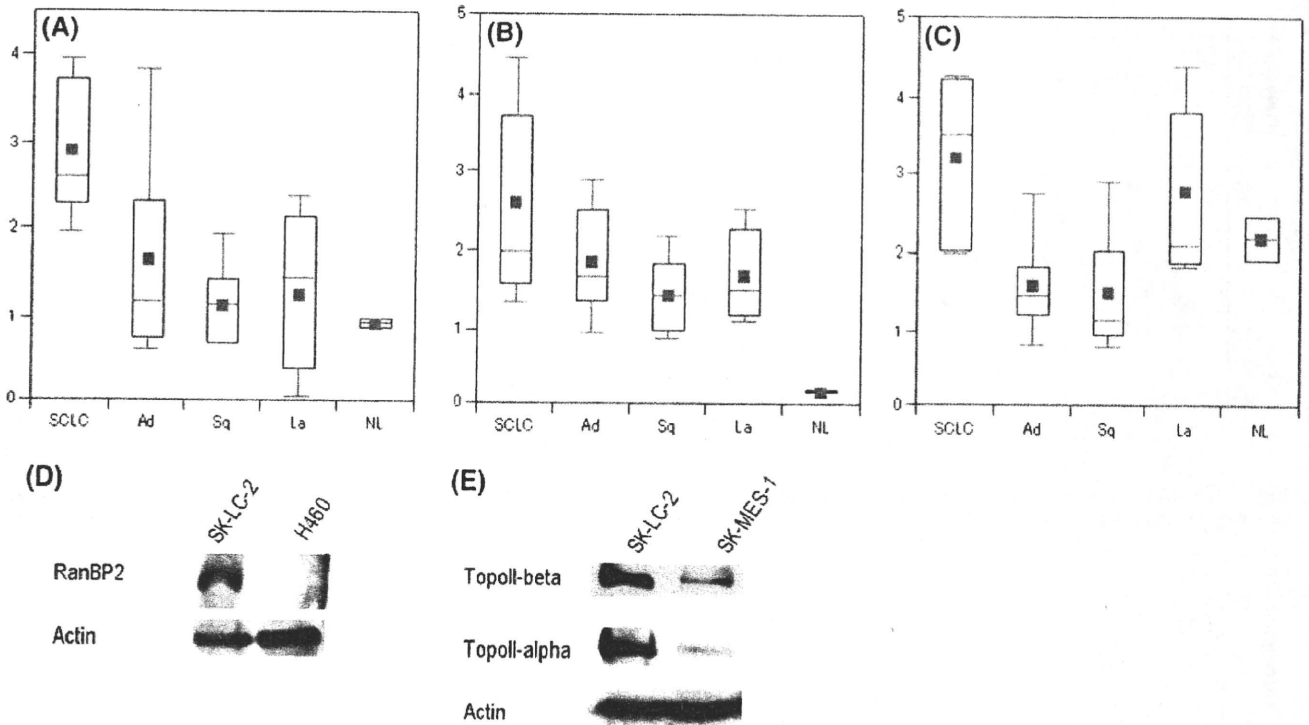 (A)
4
3
2
1
0
SCLC Ad Sq La NL
(B)
5
4
3
2
1
0
SCLC Ad Sq La NL
(C)
5
4
3
2
1
0
SCLC Ad Sq La NL
(D)
SK-LC-2 H460
RanBP2
Actin
(E)
SK-LC-2 SK-MES-1
TopoII-beta
TopoII-alpha
Actin